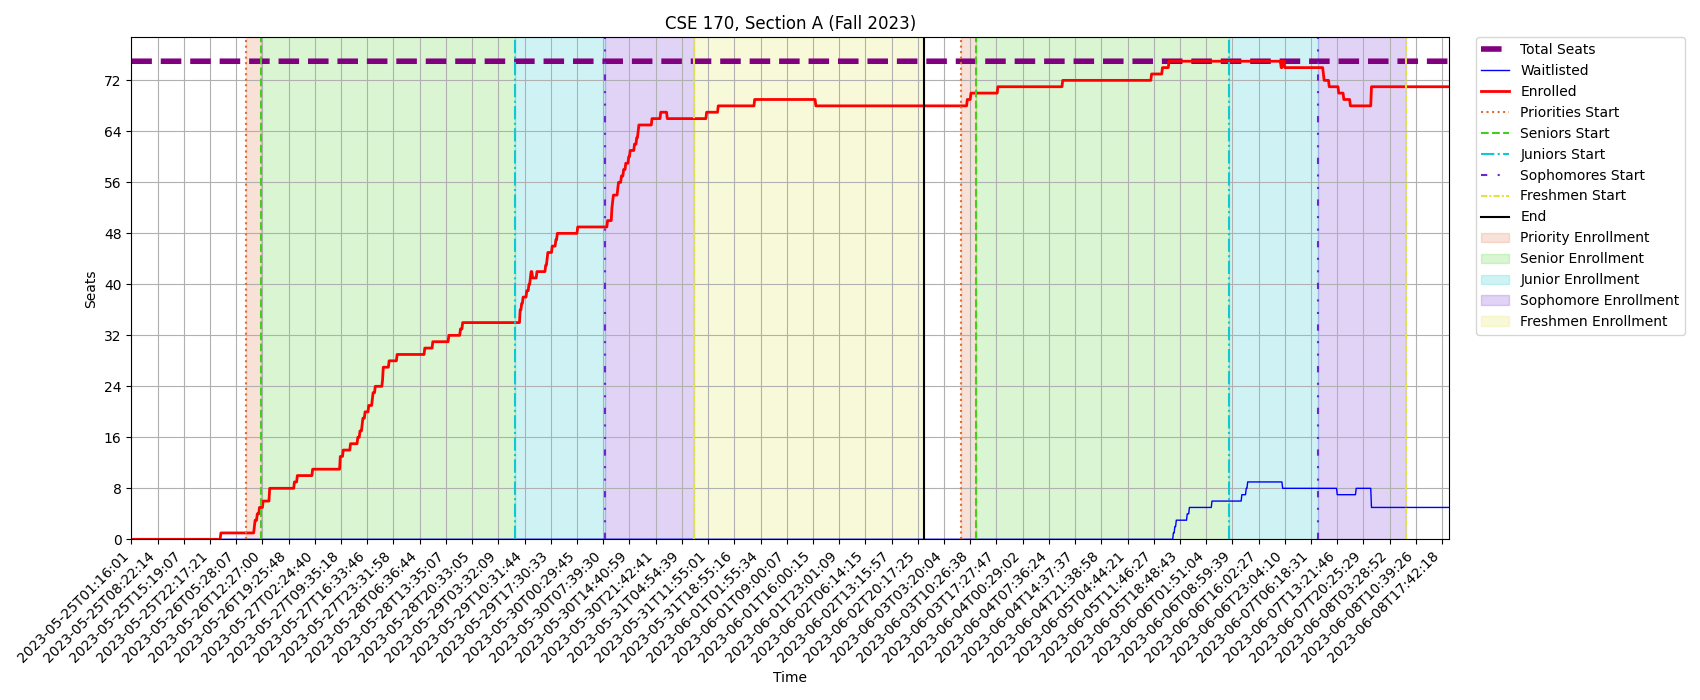 CSE 170, Section A (Fall 2023)
Seats
72
64
56
48
40
32
24
16
8
0
2023-05-25T01:16:01
2023-05-25T08:22:14
2023-05-25T15:19:07
2023-05-25T22:17:21
2023-05-26T05:28:07
2023-05-26T12:27:00
2023-05-26T19:25:48
2023-05-27T02:24:40
2023-05-27T09:35:18
2023-05-27T16:33:46
2023-05-27T23:31:58
2023-05-28T06:36:44
2023-05-28T13:35:07
2023-05-28T20:33:05
2023-05-29T03:32:09
2023-05-29T10:31:44
2023-05-29T17:30:33
2023-05-30T00:29:45
2023-05-30T07:39:30
2023-05-30T14:40:59
2023-05-30T21:42:41
2023-05-31T04:54:39
2023-05-31T11:55:01
2023-05-31T18:55:16
2023-06-01T01:55:34
2023-06-01T09:00:07
2023-06-01T16:00:15
2023-06-01T23:01:09
2023-06-02T06:14:15
2023-06-02T13:15:57
2023-06-02T20:17:25
2023-06-03T03:20:04
2023-06-03T10:26:38
2023-06-03T17:27:47
2023-06-04T00:29:02
2023-06-04T07:36:24
2023-06-04T14:37:37
2023-06-04T21:38:58
2023-06-05T04:44:21
2023-06-05T11:46:27
2023-06-05T18:48:43
2023-06-06T01:51:04
2023-06-06T08:59:39
2023-06-06T16:02:27
2023-06-06T23:04:10
2023-06-07T06:18:31
2023-06-07T13:21:46
2023-06-07T20:25:29
2023-06-08T03:28:52
2023-06-08T10:39:26
2023-06-08T17:42:18
Time
Total Seats
Waitlisted
Enrolled
Priorities Start
Seniors Start
Juniors Start
Sophomores Start
Freshmen Start
End
Priority Enrollment
Senior Enrollment
Junior Enrollment
Sophomore Enrollment
Freshmen Enrollment